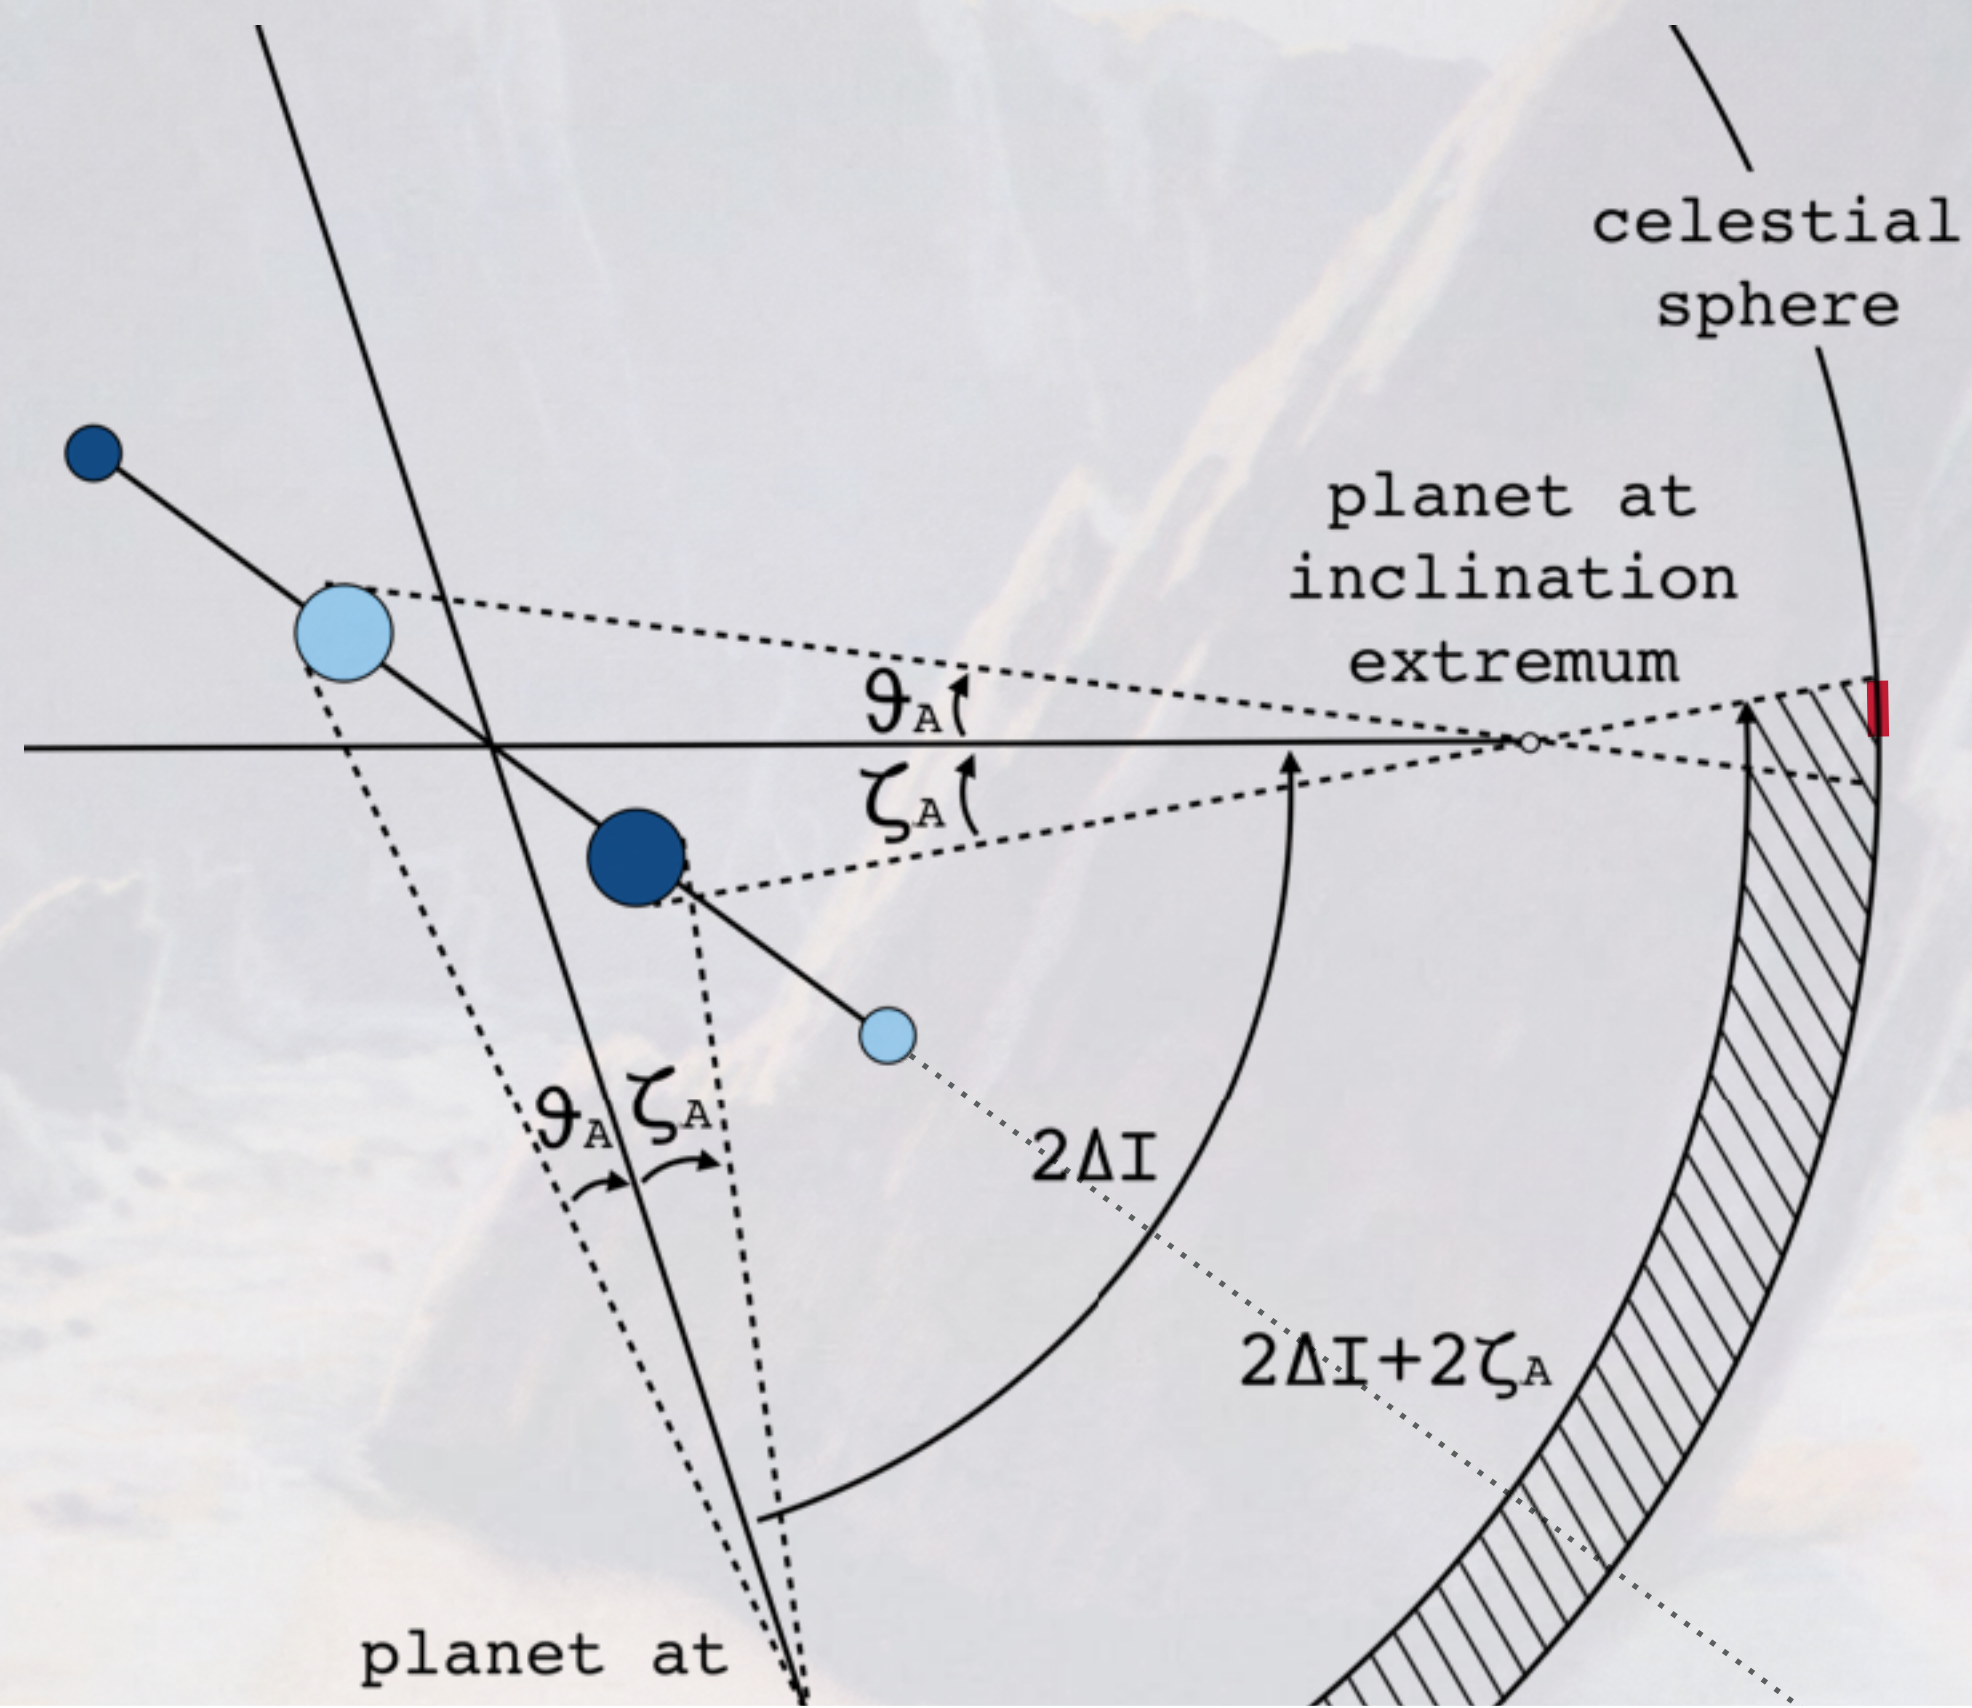 celestial
sphere
planet at
inclination
extremum
ϑA
ζA
ϑA ζA
2ΔI
2ΔI+2ζA
planet at